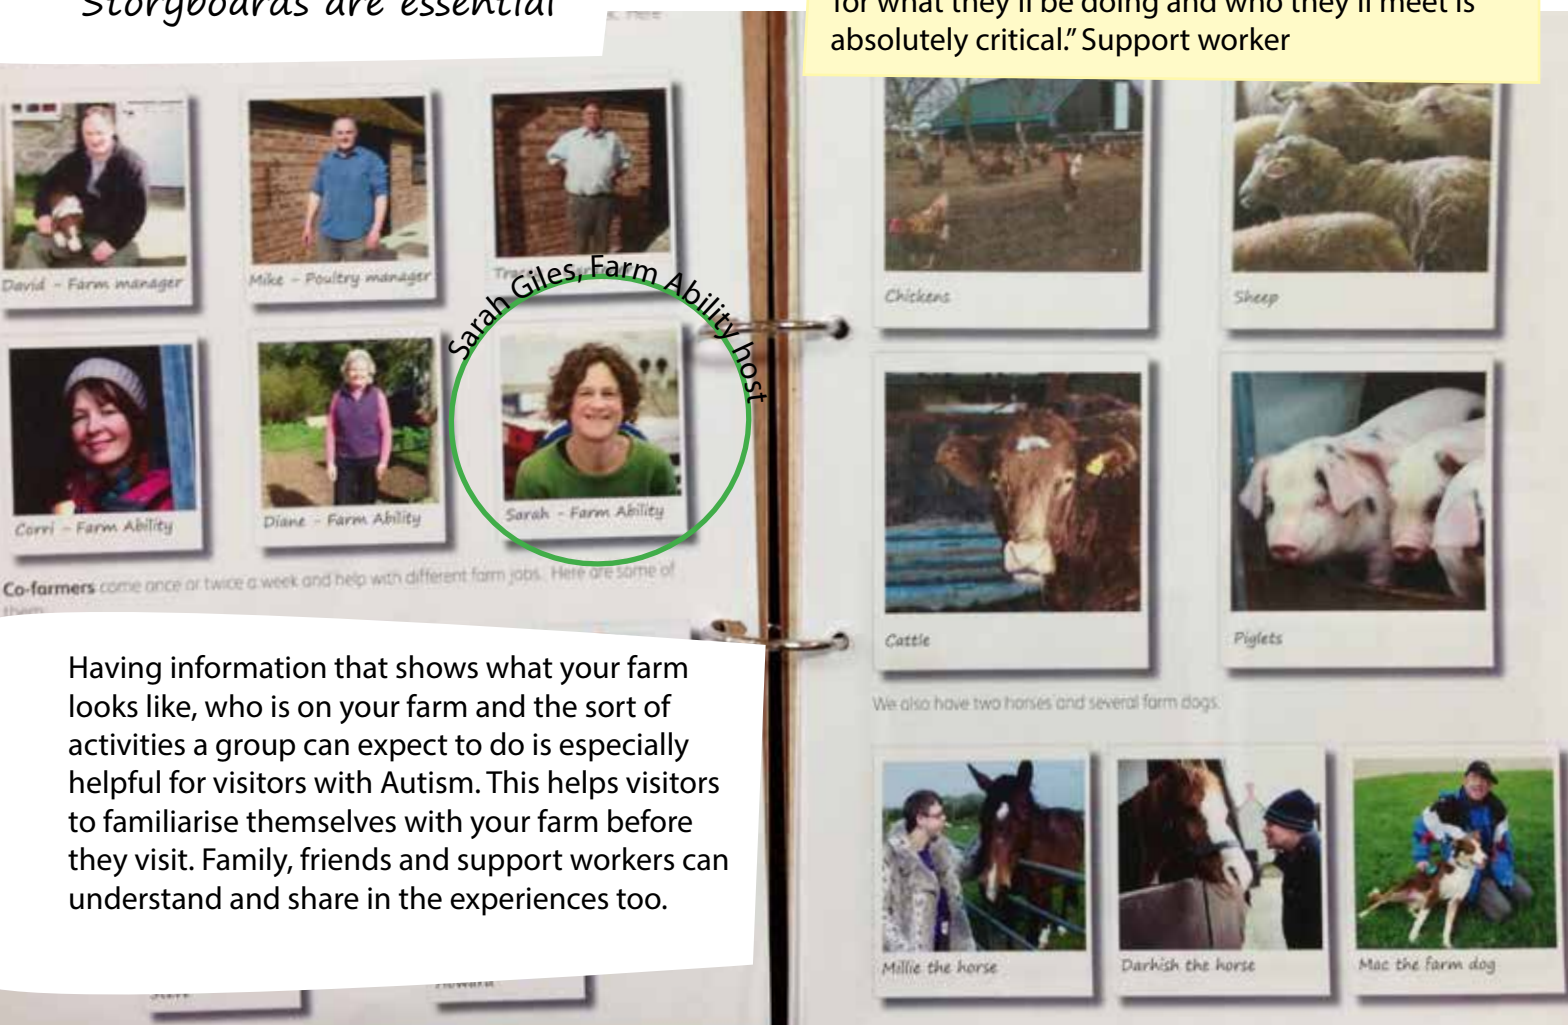 Storyboards are essential
for what they'll be doing and who they'll meet is
absolutely critical." Support worker
David - Farm manager
Mike - Poultry manager
Sarah Giles, Farm Ability host
Corri - Farm Ability
Diane - Farm Ability
Sarah - Farm Ability
Co-farmers come once or twice a week and help with different farm jobs. Here are some of
them
Having information that shows what your farm
looks like, who is on your farm and the sort of
activities a group can expect to do is especially
helpful for visitors with Autism. This helps visitors
to familiarise themselves with your farm before
they visit. Family, friends and support workers can
understand and share in the experiences too.
Steve
Howard
Chickens
Sheep
Cattle
Piglets
We also have two horses and several farm dogs.
Millie the horse
Darhish the horse
Mac the farm dog